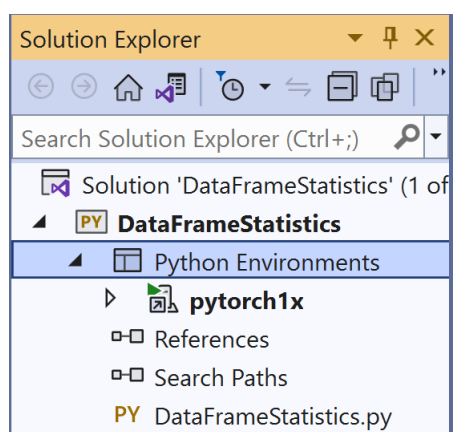 Solution Explorer
Search Solution Explorer (Ctrl+;)
Solution 'DataFrameStatistics' (1 of
PY DataFrameStatistics
Python Environments
pytorch1x
References
Search Paths
PY DataFrameStatistics.py